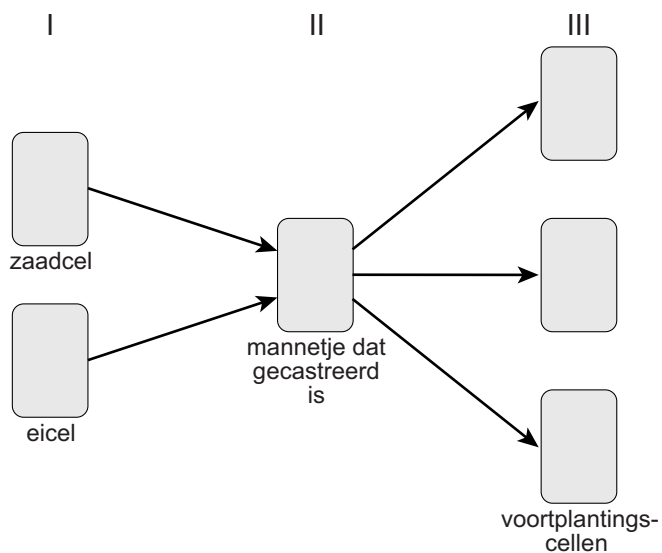 I
II
III
zaadcel
eicel
mannetje dat
gecastreerd
is
voortplantings-
cellen